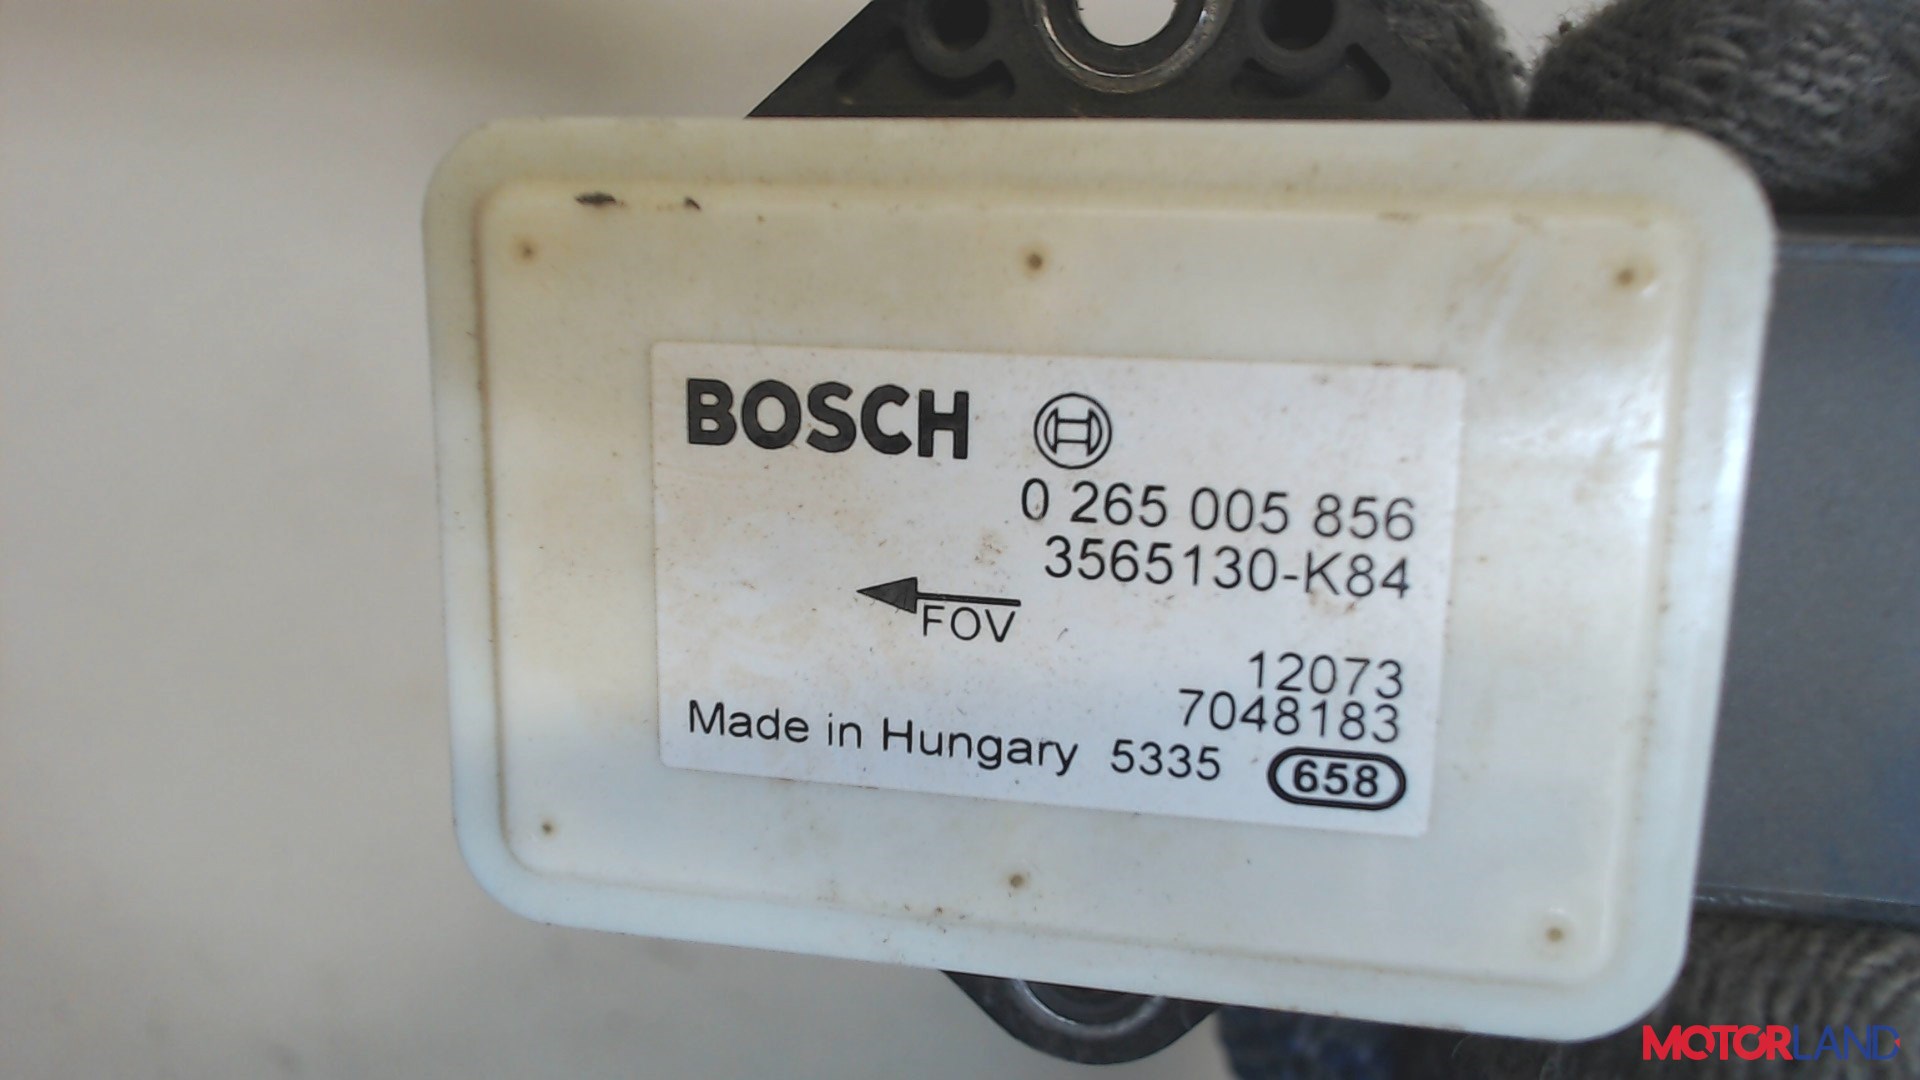 BOSCH
0 265 005 856
3565130-K84
FOV
12073
7048183
Made in Hungary 5335 658
MOTORLAND